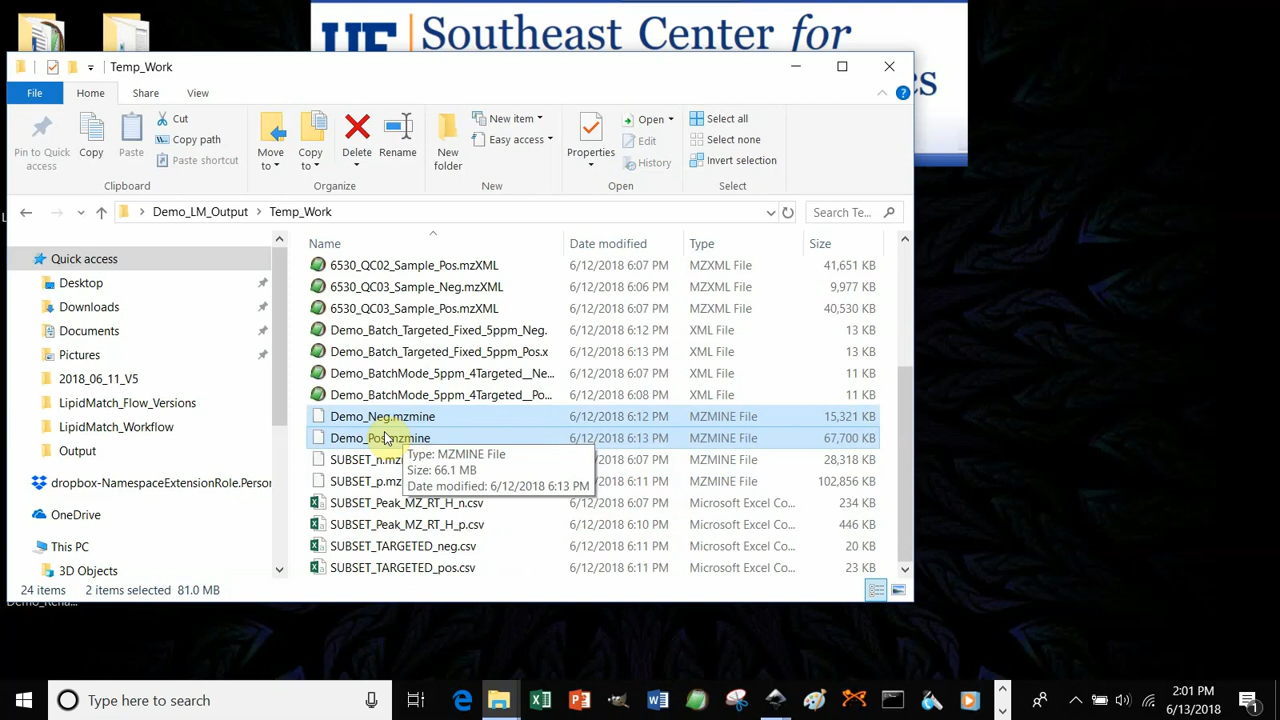 UF Southeast Center for
cs
Temp_Work
File
Home
Share
View
Pin to Quick access
Copy
Paste
Cut
Copy path
Paste shortcut
Clipboard
Move to
Copy to
Delete
Rename
Organize
New folder
New item
Easy access
New
Properties
Open
Edit
History
Open
Select all
Select none
Invert selection
Select
Demo_LM_Output
Temp_Work
Search Te...
Name
Date modified
Type
Size
6530_QC02_Sample_Pos.mzXML 6/12/2018 6:07 PM MZXML File 41,651 KB
6530_QC03_Sample_Neg.mzXML 6/12/2018 6:06 PM MZXML File 9,977 KB
6530_QC03_Sample_Pos.mzXML 6/12/2018 6:07 PM MZXML File 40,530 KB
Demo_Batch_Targeted_Fixed_5ppm_Neg. 6/12/2018 6:12 PM XML File 13 KB
Demo_Batch_Targeted_Fixed_5ppm_Pos.x 6/12/2018 6:13 PM XML File 13 KB
Demo_BatchMode_5ppm_4Targeted__Ne... 6/12/2018 6:07 PM XML File 11 KB
Demo_BatchMode_5ppm_4Targeted__Po... 6/12/2018 6:08 PM XML File 11 KB
Demo_Neg.mzmine 6/12/2018 6:12 PM MZMINE File 15,321 KB
Demo_Pos.mzmine 6/12/2018 6:13 PM MZMINE File 67,700 KB
SUBSET_n.mz 6/12/2018 6:07 PM MZMINE File 28,318 KB
SUBSET_p.mz 6/12/2018 6:11 PM MZMINE File 102,856 KB
SUBSET_Peak_MZ_RT_H_n.csv 6/12/2018 6:07 PM Microsoft Excel Co... 295 KB
SUBSET_Peak_MZ_RT_H_p.csv 6/12/2018 6:10 PM Microsoft Excel Co... 446 KB
SUBSET_TARGETED_neg.csv 6/12/2018 6:11 PM Microsoft Excel Co... 20 KB
SUBSET_TARGETED_pos.csv 6/12/2018 6:11 PM Microsoft Excel Co... 23 KB
Type: MZMINE File
Size: 66.1 MB
Date modified: 6/12/2018 6:13 PM
Quick access
Desktop
Downloads
Documents
Pictures
2018_06_11_V5
LipidMatch_Flow_Versions
LipidMatch_Workflow
Output
dropbox-NamespaceExtensionRole.Person
OneDrive
This PC
3D Objects
24 items
2 items selected 81.0 MB
Type here to search
2:01 PM
6/13/2018
1